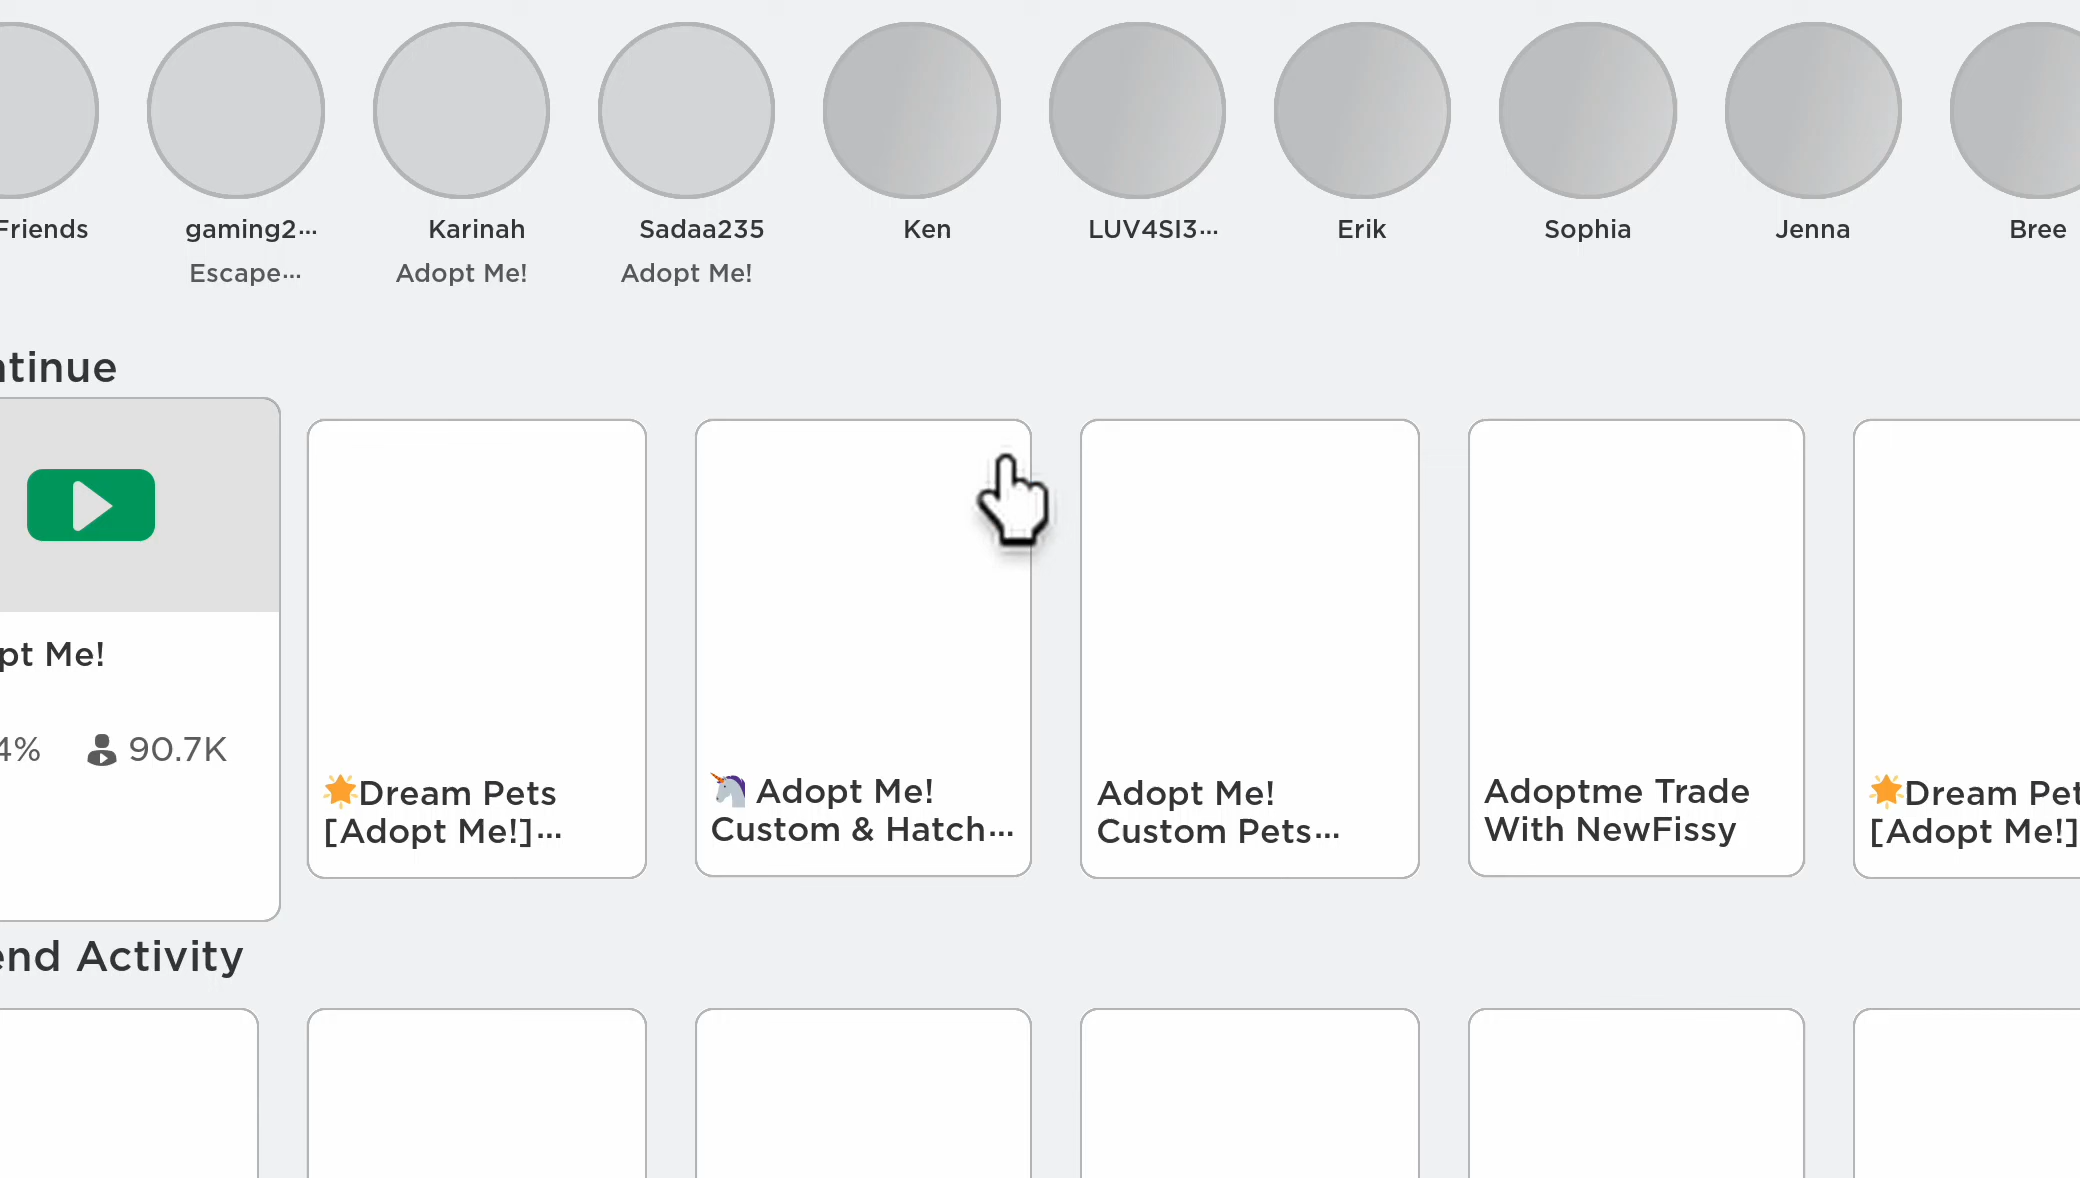 Friends
gaming2...
Karinah
Sadaa235
Ken
LUV4SI3...
Erik
Sophia
Jenna
Bree
Escape...
Adopt Me!
Adopt Me!
ntinue
pt Me!
4%
90.7K
Dream Pets
[Adopt Me!]...
Adopt Me!
Custom & Hatch...
Adopt Me!
Custom Pets...
Adoptme Trade
With NewFissy
Dream Pet
[Adopt Me!]
end Activity